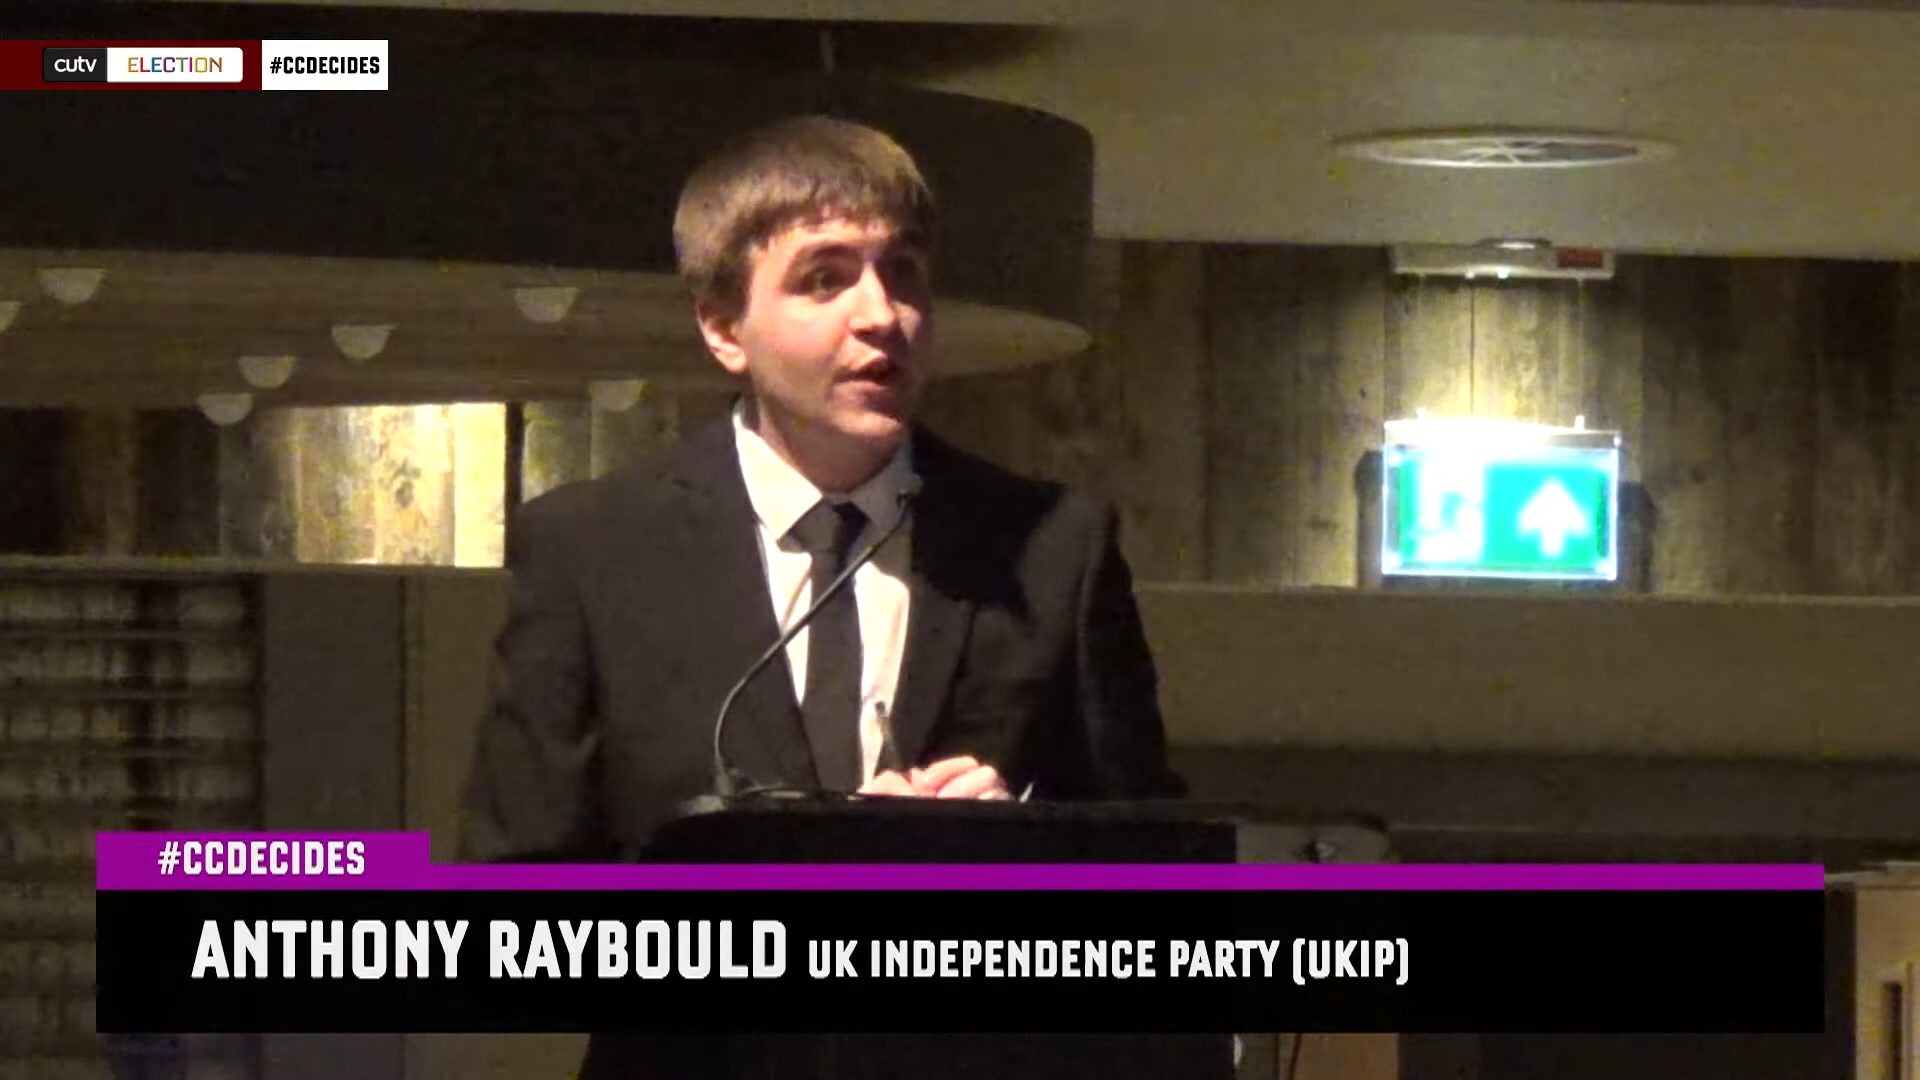 cutv ELECTION #CCDECIDES
#CCDECIDES
ANTHONY RAYBOULD UK INDEPENDENCE PARTY (UKIP)